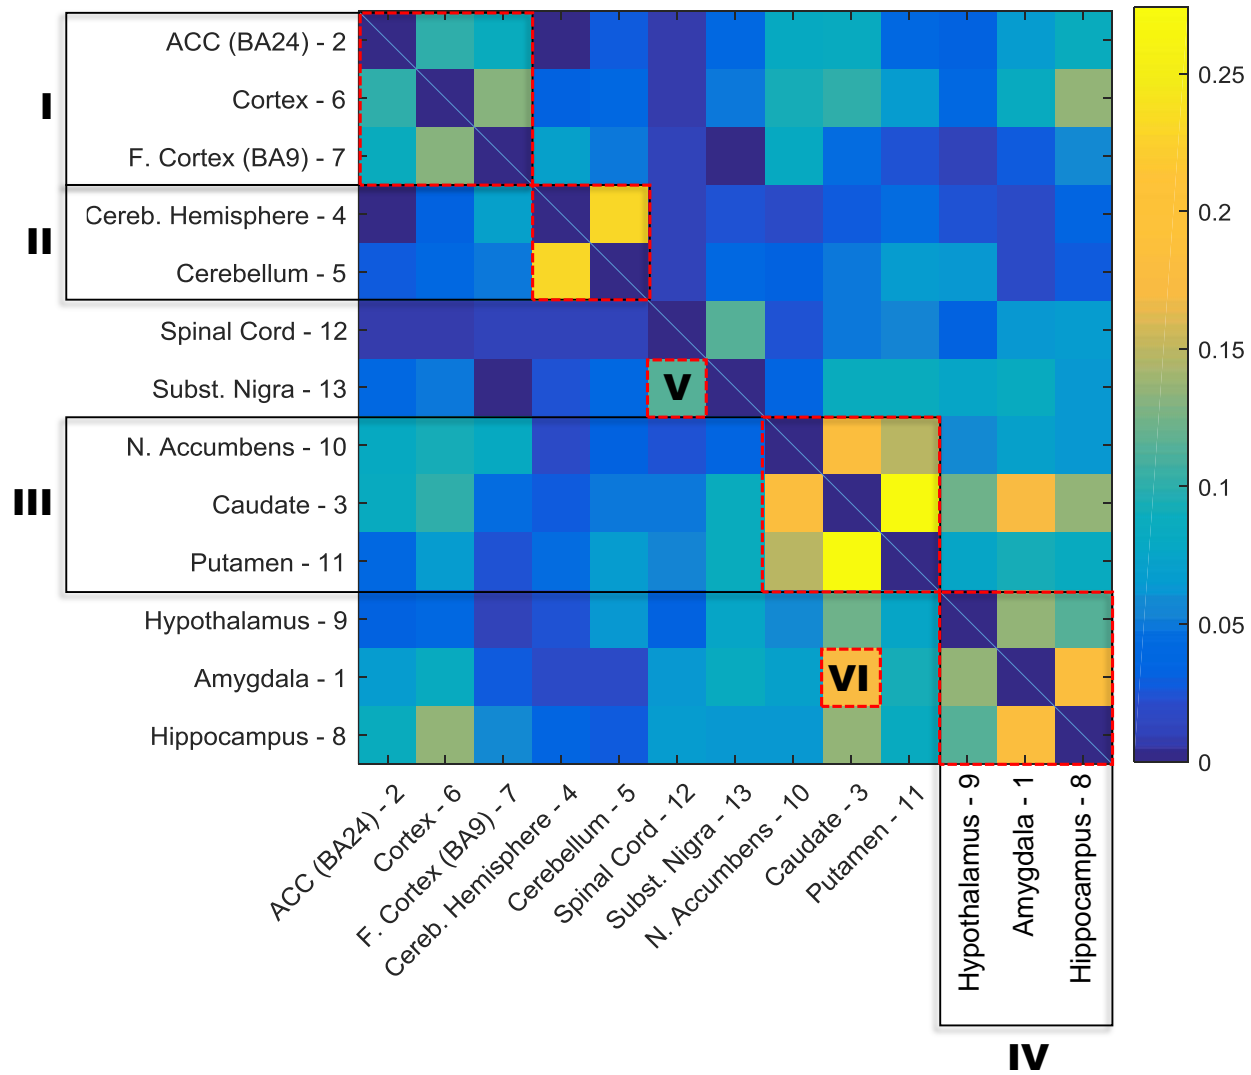 ACC (BA24) - 2
Cortex - 6
F. Cortex (BA9) - 7
Cereb. Hemisphere - 4
Cerebellum - 5
Spinal Cord - 12
Subst. Nigra - 13
N. Accumbens - 10
Caudate - 3
Putamen - 11
Hypothalamus - 9
Amygdala - 1
Hippocampus - 8
I
II
III
V
VI
0.25
0.2
0.15
0.1
0.05
0
ACC (BA24) - 2
Cortex - 6
F. Cortex (BA9) - 7
Cereb. Hemisphere - 4
Cerebellum - 5
Spinal Cord - 12
Subst. Nigra - 13
N. Accumbens - 10
Caudate - 3
Putamen - 11
Hypothalamus - 9
Amygdala - 1
Hippocampus - 8
IV